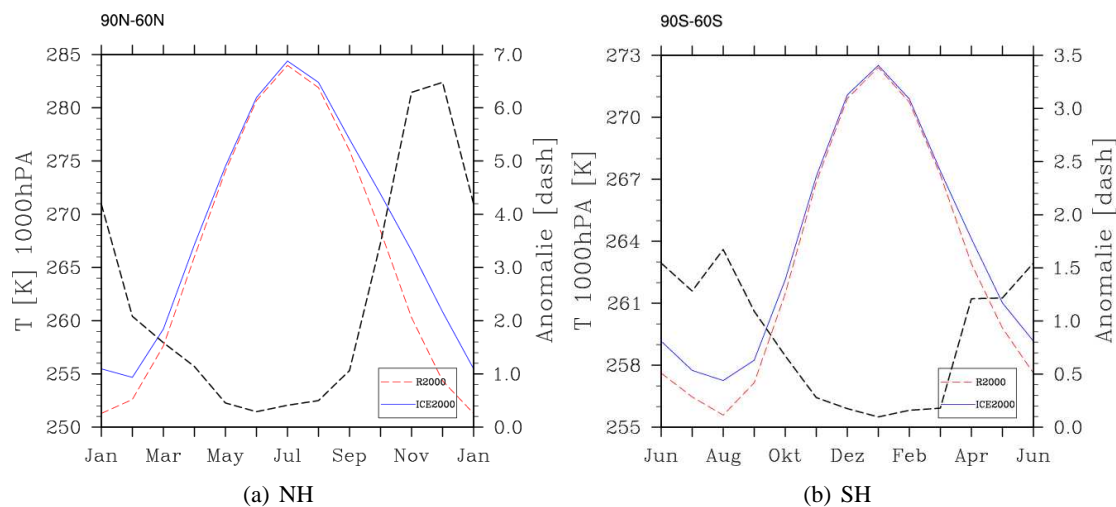 90N-60N
T [K] 1000hPA
285
280
275
270
265
260
255
250
7.0
6.0
5.0
4.0
3.0
2.0
1.0
0.0
Anomalie [dash]
R2000
ICE2000
Jan Mar May Jul Sep Nov Jan
(a) NH
90S-60S
T 1000hPA [K]
273
270
267
264
261
258
255
3.5
3.0
2.5
2.0
1.5
1.0
0.5
0.0
Anomalie [dash]
R2000
ICE2000
Jun Aug Okt Dez Feb Apr Jun
(b) SH